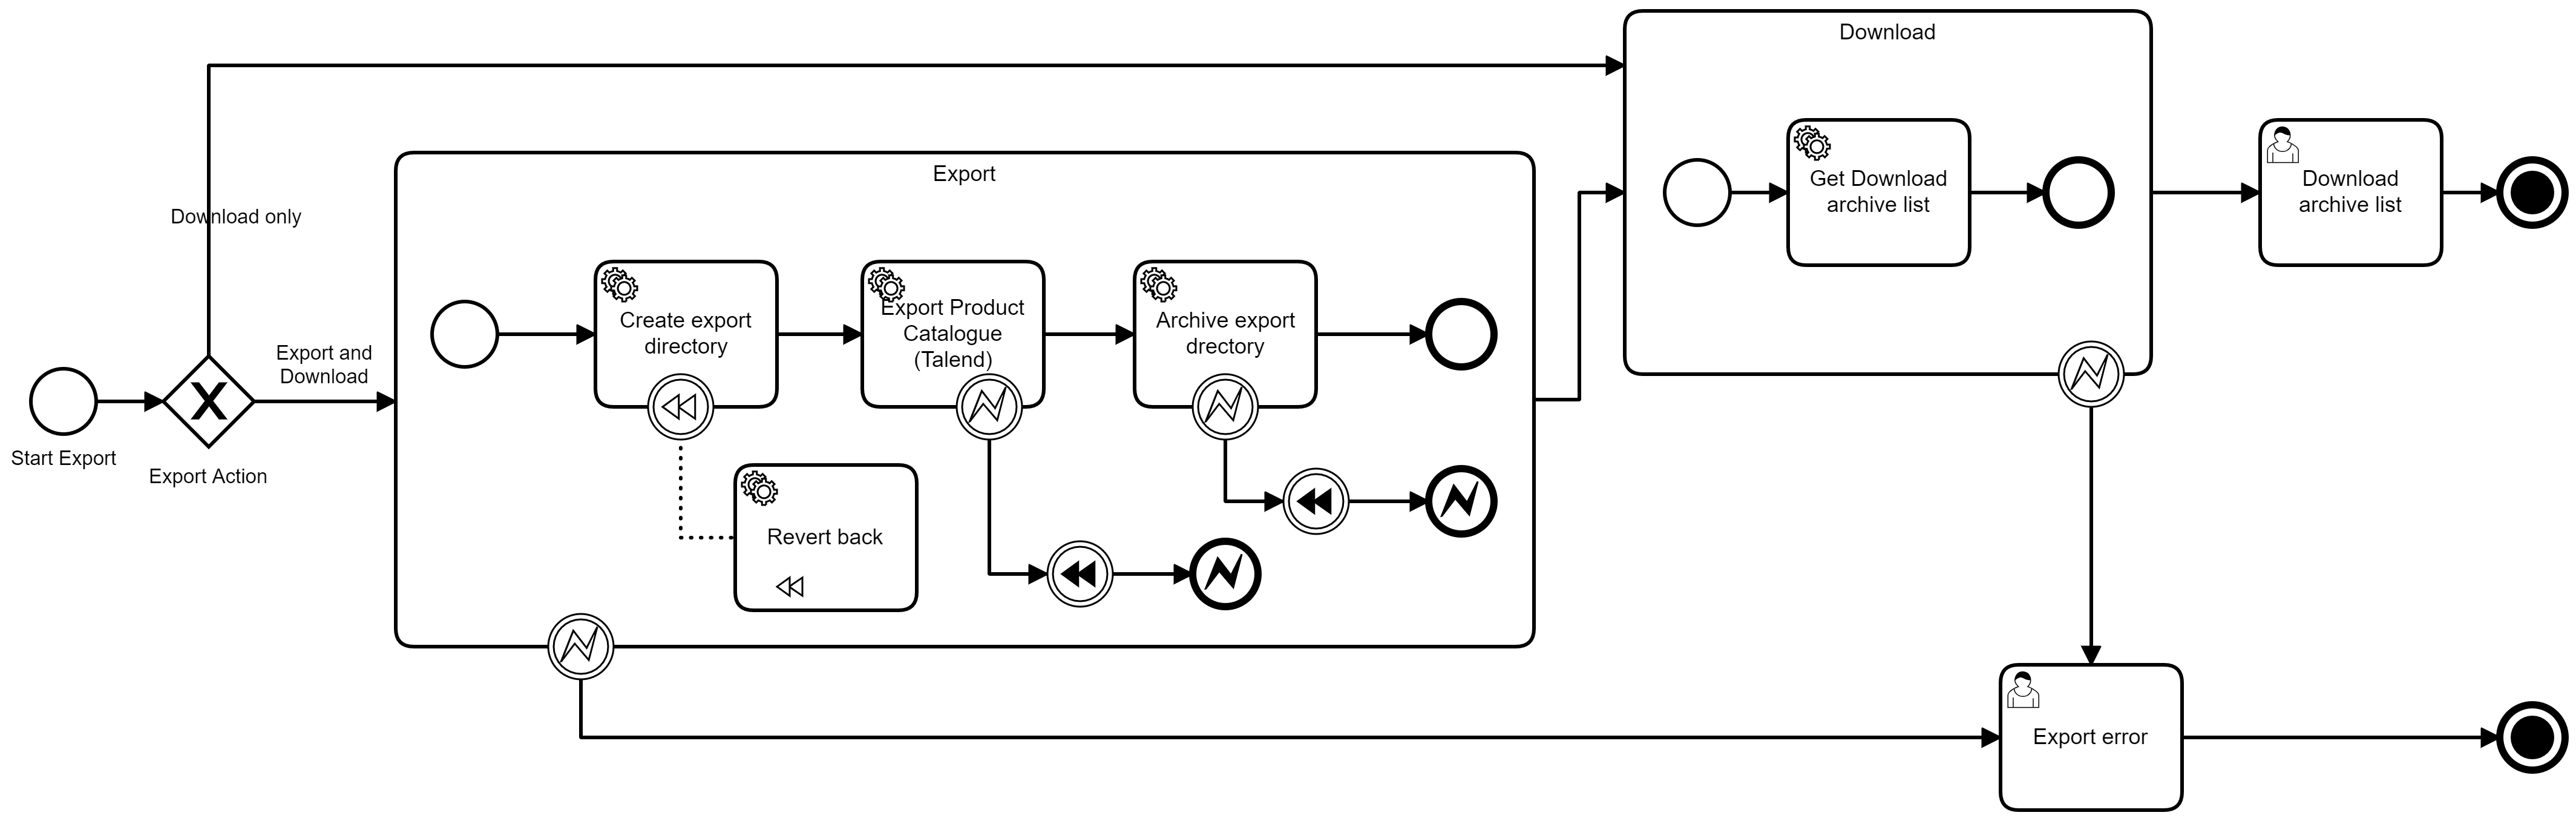 Download
Export
Download only
Get Download
archive list
Download
archive list
Create export
directory
Export Product
Catalogue
(Talend)
Archive export
drectory
Export and
Download
Start Export
Export Action
Revert back
Export error